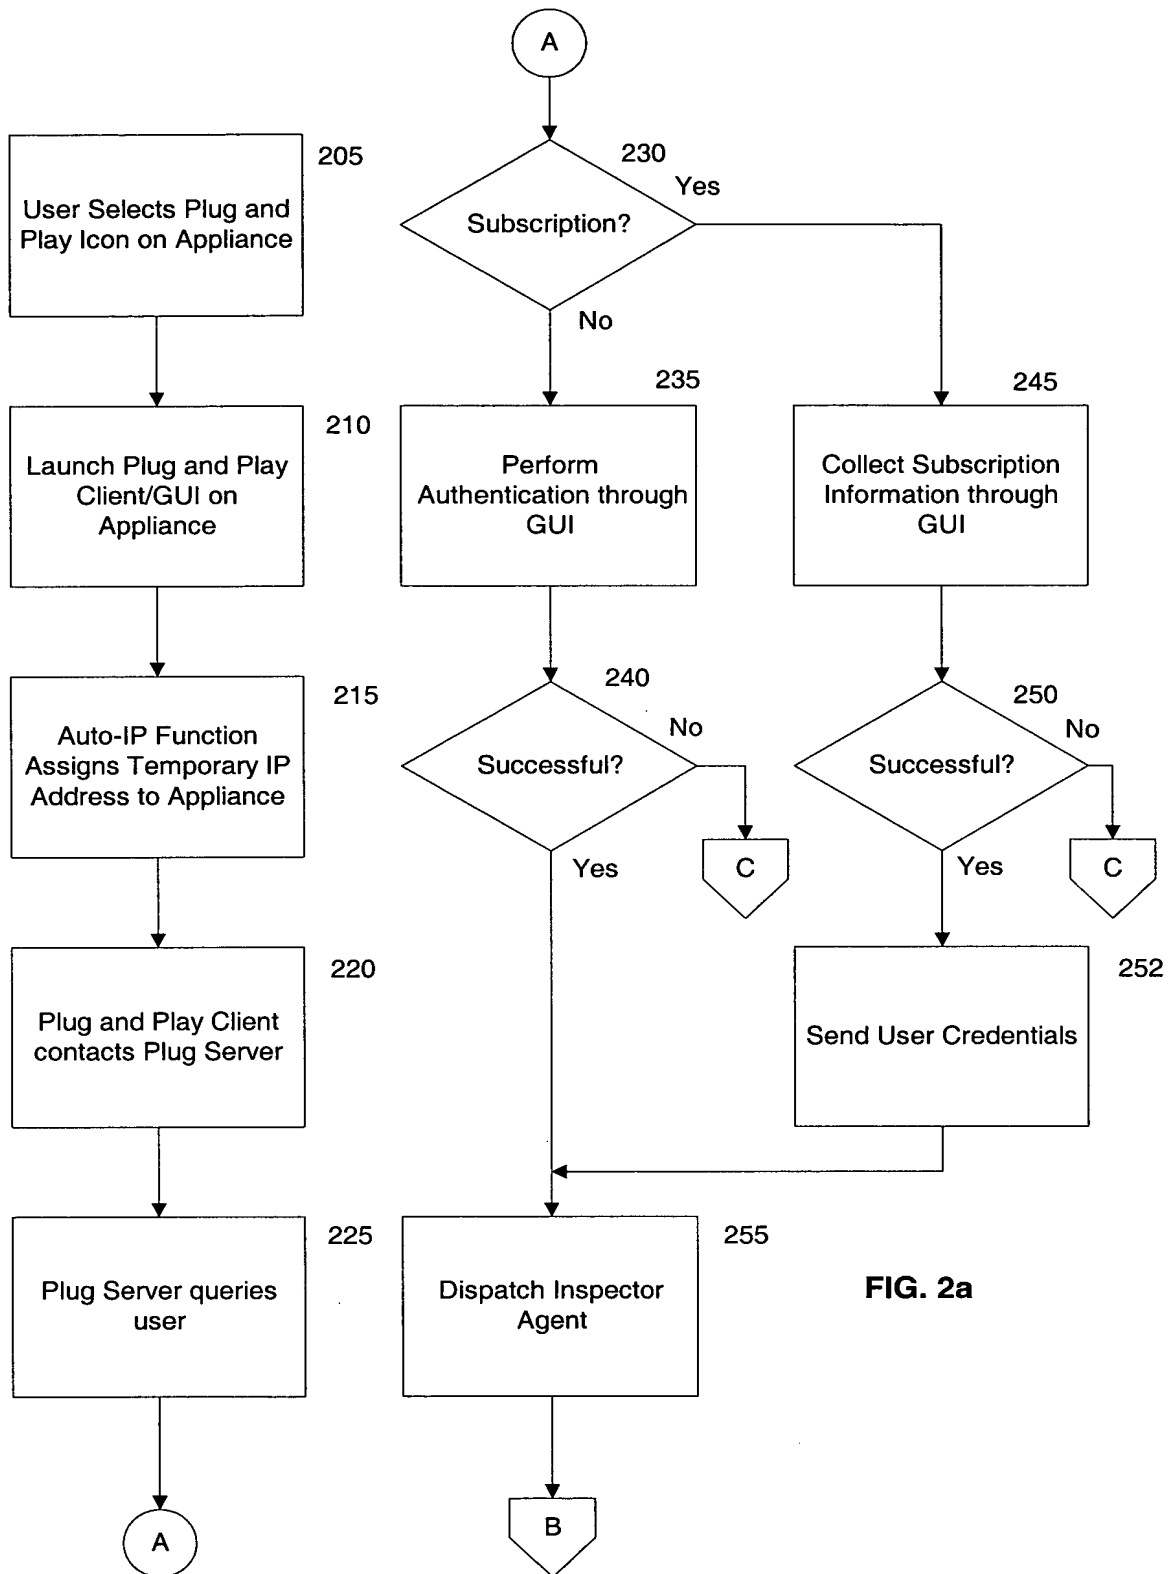 205
User Selects Plug and
Play Icon on Appliance
210
Launch Plug and Play
Client/GUI on
Appliance
215
Auto-IP Function
Assigns Temporary IP
Address to Appliance
220
Plug and Play Client
contacts Plug Server
225
Plug Server queries
user
A
A
230
Subscription?
Yes
No
235
Perform
Authentication through
GUI
240
Successful?
No
C
Yes
245
Collect Subscription
Information through
GUI
250
Successful?
No
C
Yes
252
Send User Credentials
255
Dispatch Inspector
Agent
B
FIG. 2a